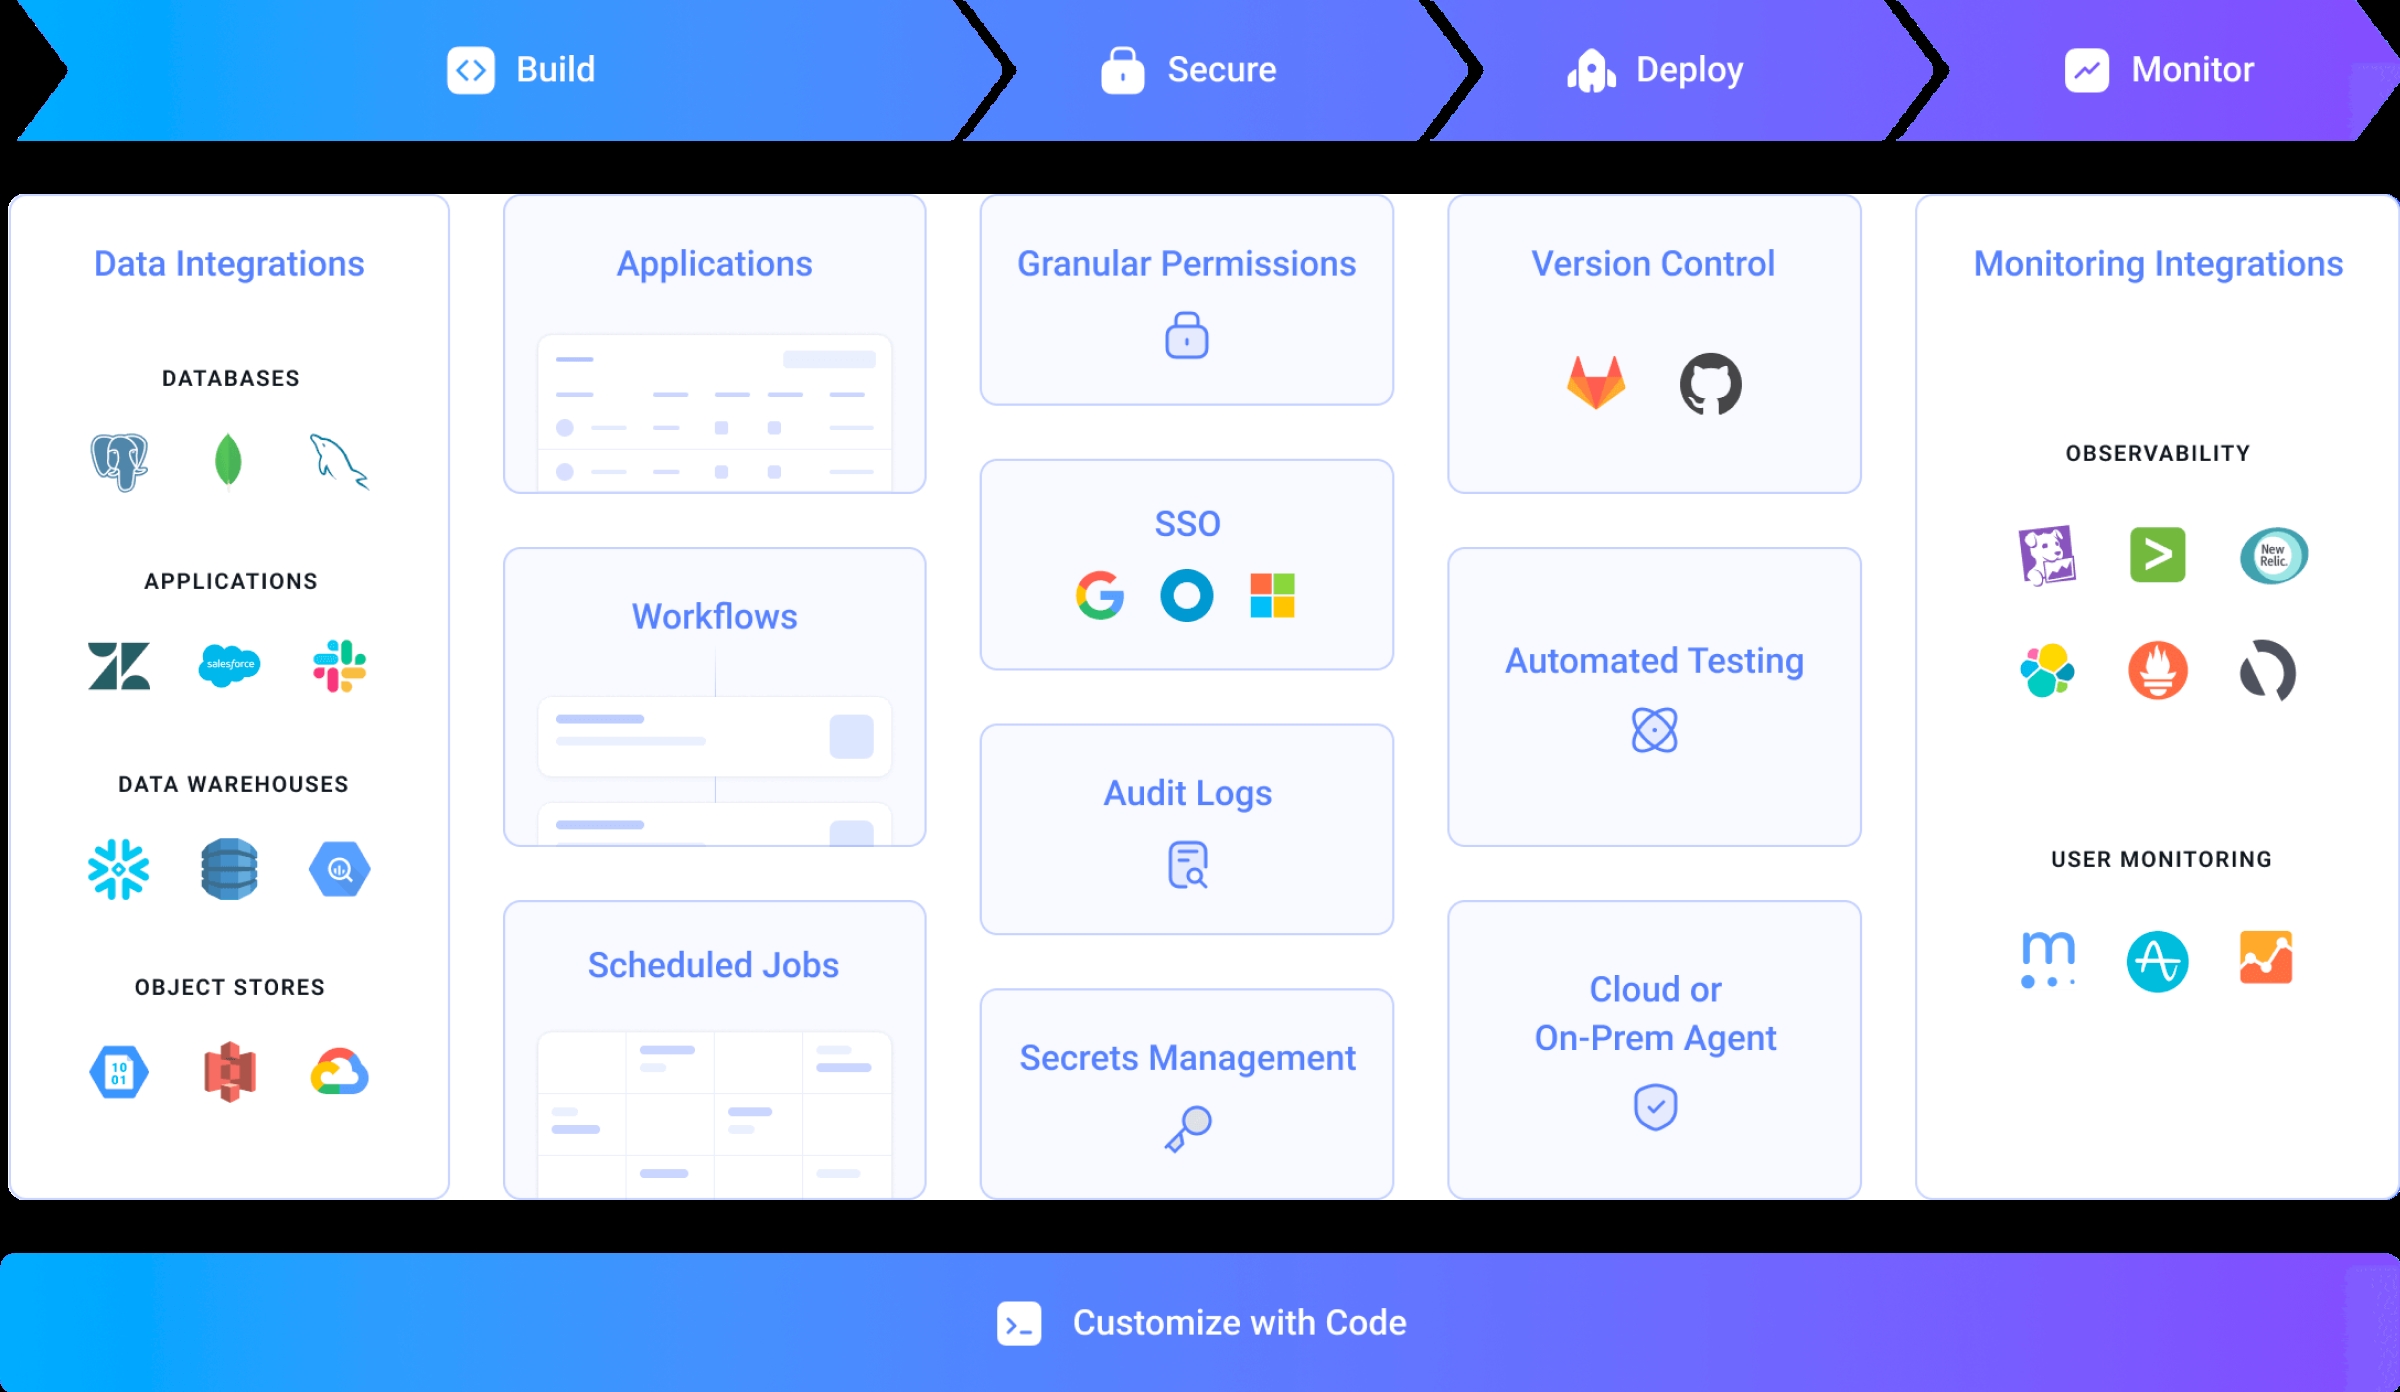 Build
Secure
Deploy
Monitor
Data Integrations
DATABASES
APPLICATIONS
salesforce
DATA WAREHOUSES
OBJECT STORES
10
01
Applications
Workflows
Scheduled Jobs
Granular Permissions
SSO
Audit Logs
Secrets Management
Version Control
Automated Testing
Cloud or
On-Prem Agent
Monitoring Integrations
OBSERVABILITY
New
Relic.
USER MONITORING
m
Customize with Code